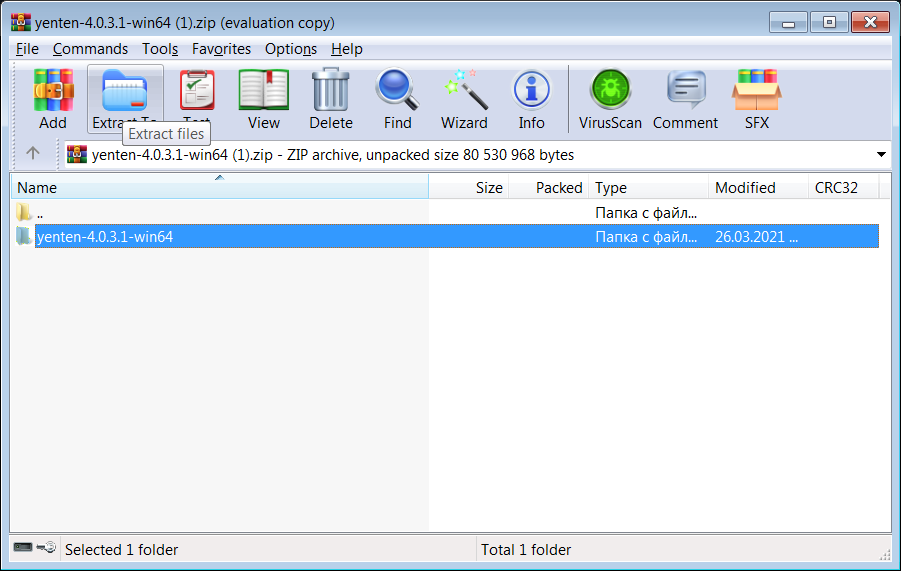 yenten-4.0.3.1-win64 (1).zip (evaluation copy)
File Commands Tools Favorites Options Help
Add Extract To Test View Delete Find Wizard Info VirusScan Comment SFX
Extract files
yenten-4.0.3.1-win64 (1).zip - ZIP archive, unpacked size 80 530 968 bytes
Name Size Packed Type Modified CRC32
.. Папка с файл...
yenten-4.0.3.1-win64 Папка с файл... 26.03.2021 ...
Selected 1 folder Total 1 folder